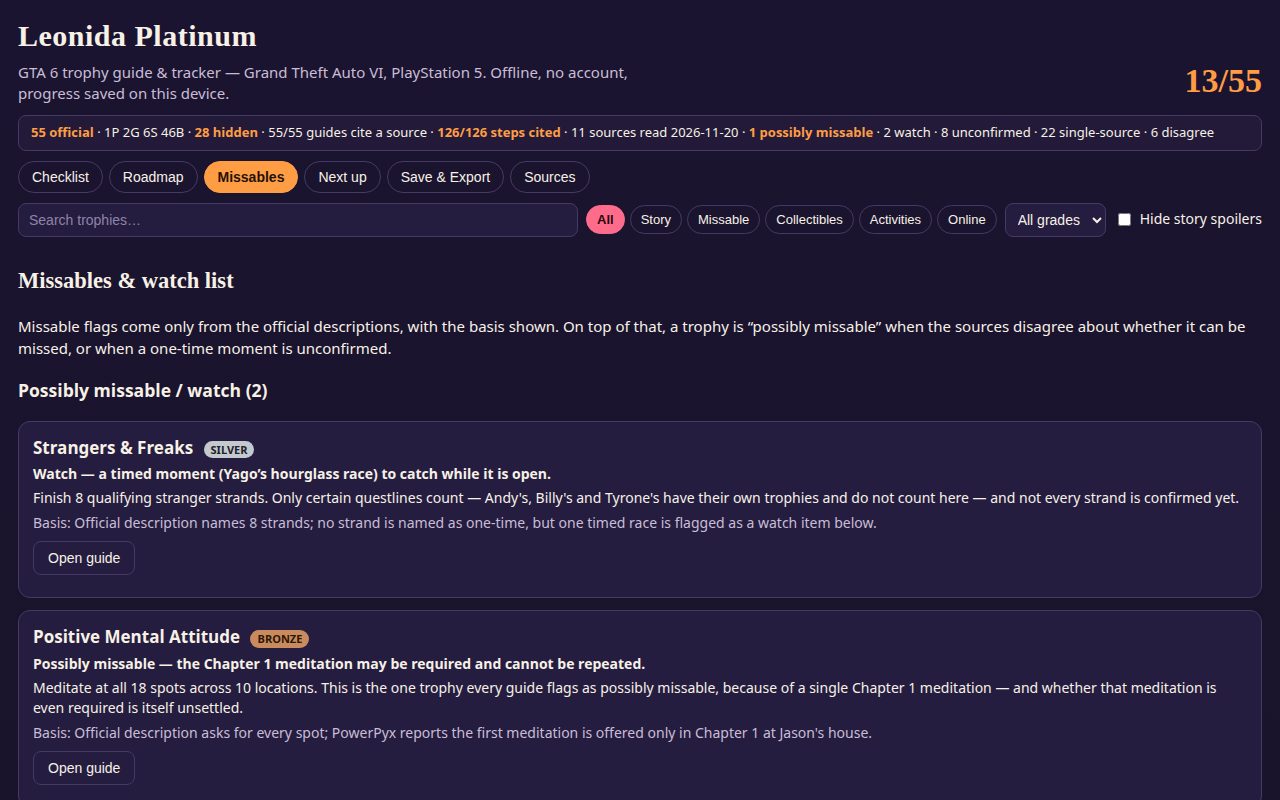 Leonida Platinum
GTA 6 trophy guide & tracker — Grand Theft Auto VI, PlayStation 5. Offline, no account,
progress saved on this device.
13/55
55 official · 1P 2G 6S 46B · 28 hidden · 55/55 guides cite a source · 126/126 steps cited · 11 sources read 2026-11-20 · 1 possibly missable · 2 watch · 8 unconfirmed · 22 single-source · 6 disagree
Checklist Roadmap Missables Next up Save & Export Sources
Search trophies… All Story Missable Collectibles Activities Online All grades Hide story spoilers
Missables & watch list
Missable flags come only from the official descriptions, with the basis shown. On top of that, a trophy is “possibly missable” when the sources disagree about whether it can be
missed, or when a one-time moment is unconfirmed.
Possibly missable / watch (2)
Strangers & Freaks SILVER
Watch — a timed moment (Yago’s hourglass race) to catch while it is open.
Finish 8 qualifying stranger strands. Only certain questlines count — Andy's, Billy's and Tyrone's have their own trophies and do not count here — and not every strand is confirmed yet.
Basis: Official description names 8 strands; no strand is named as one-time, but one timed race is flagged as a watch item below.
Open guide
Positive Mental Attitude BRONZE
Possibly missable — the Chapter 1 meditation may be required and cannot be repeated.
Meditate at all 18 spots across 10 locations. This is the one trophy every guide flags as possibly missable, because of a single Chapter 1 meditation — and whether that meditation is
even required is itself unsettled.
Basis: Official description asks for every spot; PowerPyx reports the first meditation is offered only in Chapter 1 at Jason's house.
Open guide